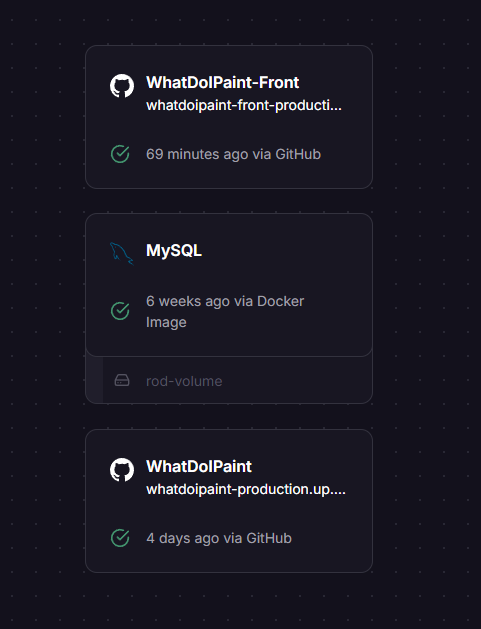 WhatDoIPaint-Front
whatdoipaint-front-producti...
69 minutes ago via GitHub
MySQL
6 weeks ago via Docker
Image
rod-volume
WhatDoIPaint
whatdoipaint-production.up....
4 days ago via GitHub